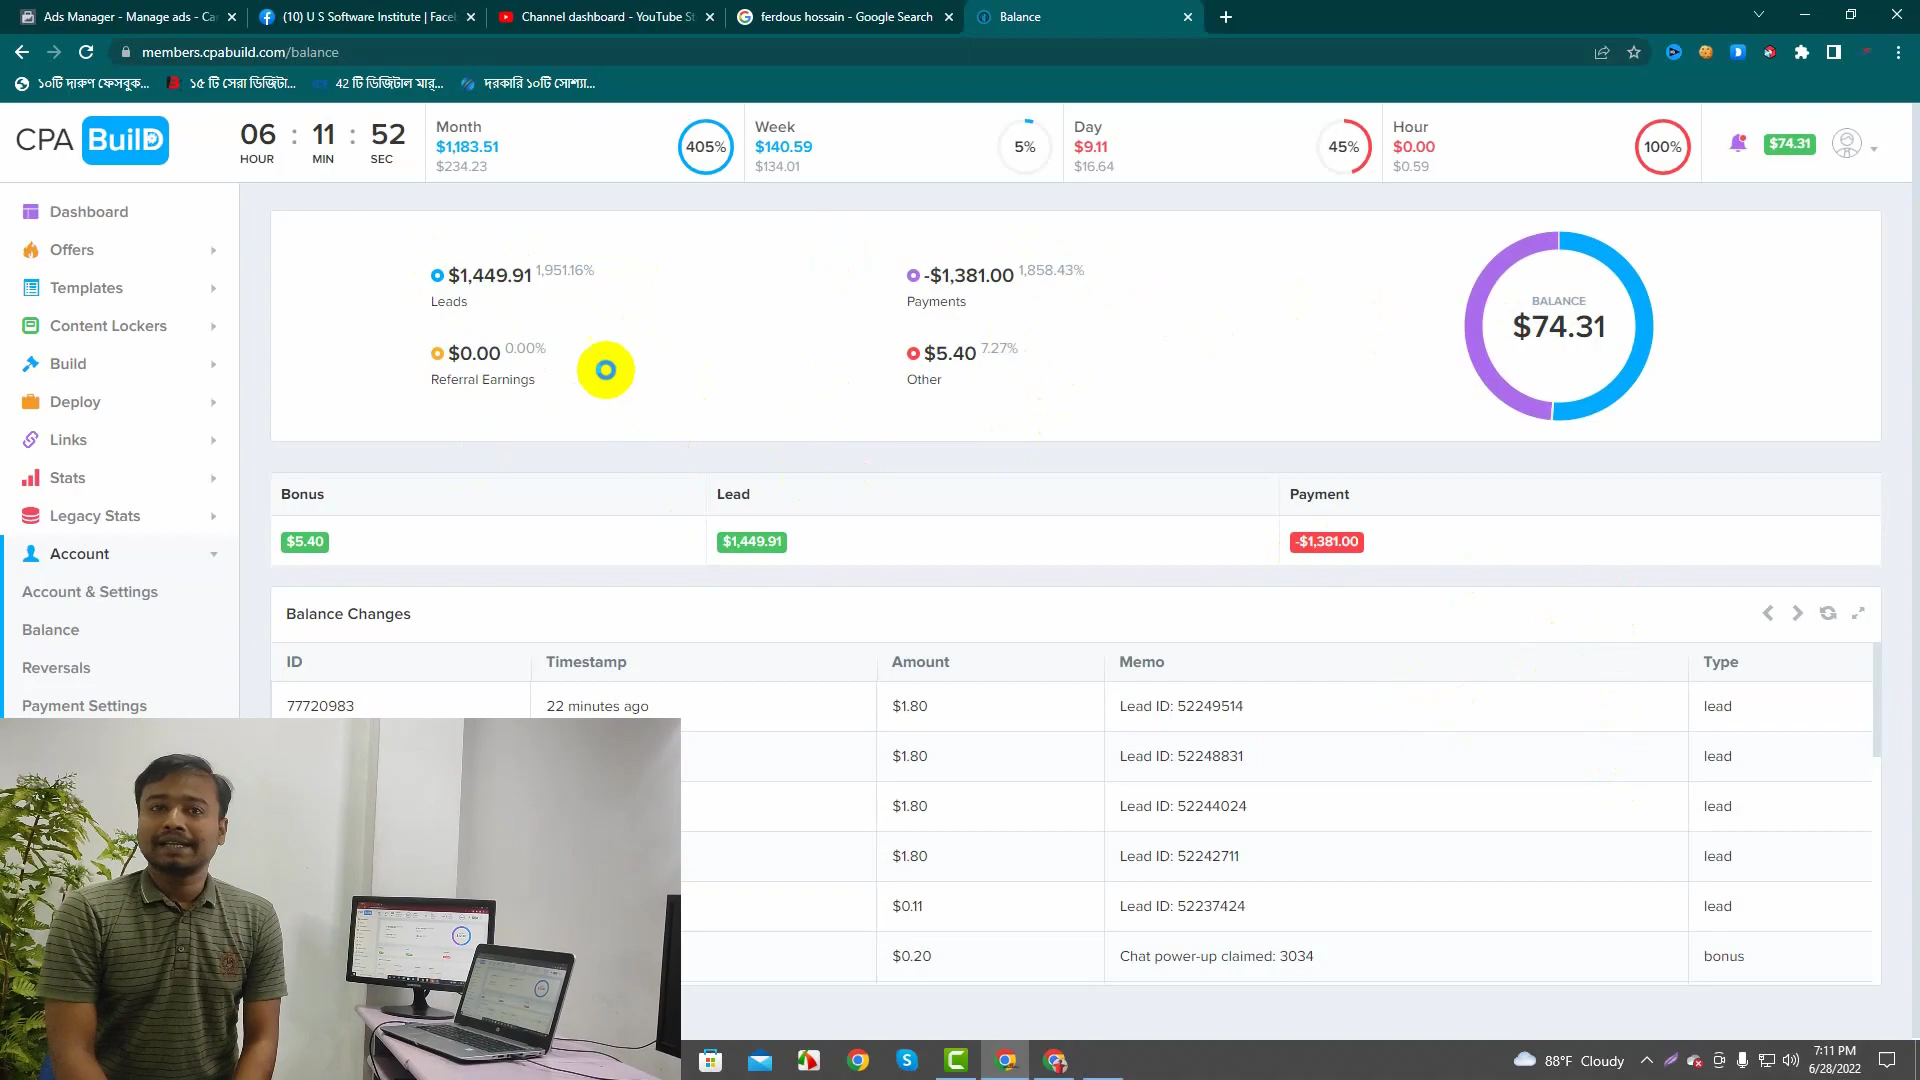 Ads Manager - Manage ads - Ca
(10) U S Software Institute | Face
Channel dashboard - YouTube St
ferdous hossain - Google Search
Balance
members.cpabuild.com/balance
১০টি দারুণ ফেসবুক...
১৫ টি সেরা ডিজিটা...
42 টি ডিজিটাল মার্...
দরকারি ১০টি সোশ্যা...
CPA BuilD
06 : 11 : 52
HOUR MIN SEC
Month
$1,183.51
$234.23
405%
Week
$140.59
$134.01
5%
Day
$9.11
$16.64
45%
Hour
$0.00
$0.59
100%
$74.31
Dashboard
Offers
Templates
Content Lockers
Build
Deploy
Links
Stats
Legacy Stats
Account
Account & Settings
Balance
Reversals
Payment Settings
$1,449.91 1,951.16%
Leads
-$1,381.00 1,858.43%
Payments
$0.00 0.00%
Referral Earnings
$5.40 7.27%
Other
BALANCE
$74.31
Bonus Lead Payment
$5.40 $1,449.91 -$1,381.00
Balance Changes
ID Timestamp Amount Memo Type
77720983 22 minutes ago $1.80 Lead ID: 52249514 lead
$1.80 Lead ID: 52248831 lead
$1.80 Lead ID: 52244024 lead
$1.80 Lead ID: 52242711 lead
$0.11 Lead ID: 52237424 lead
$0.20 Chat power-up claimed: 3034 bonus
88°F Cloudy
7:11 PM
6/28/2022